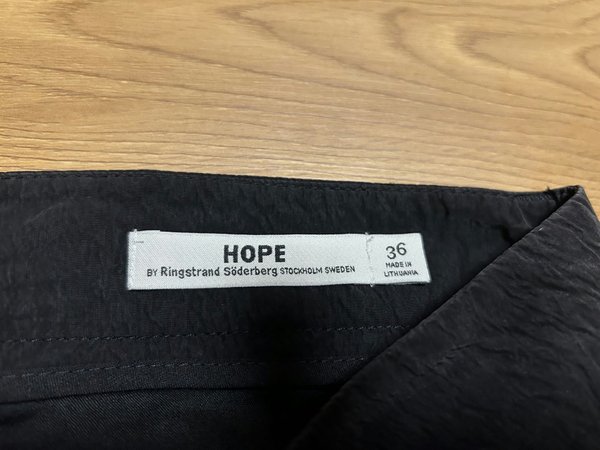 HOPE
BY Ringstrand Söderberg STOCKHOLM SWEDEN
36
MADE IN
LITHUANIA